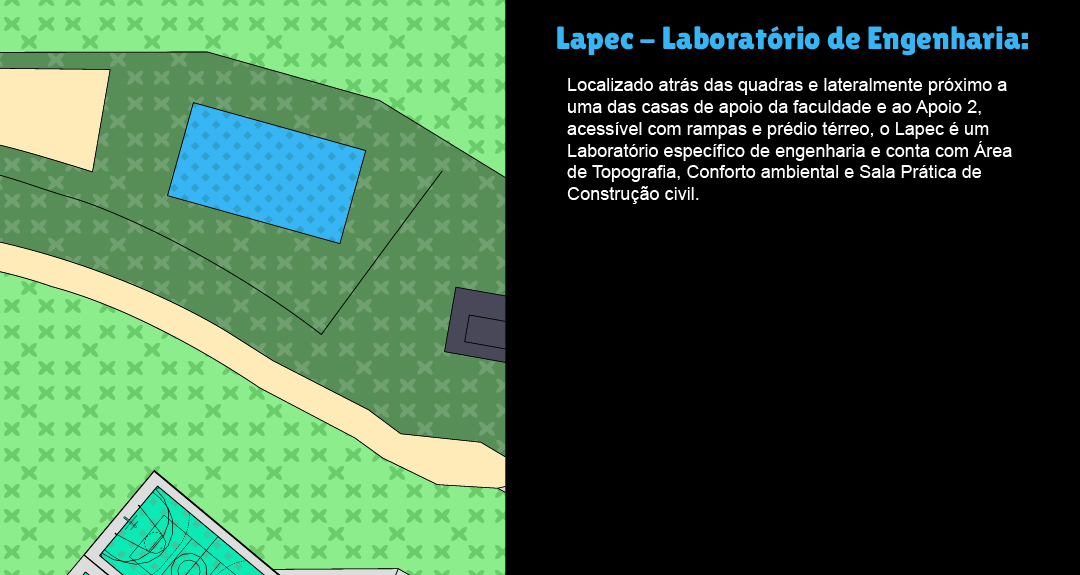 Lapec – Laboratório de Engenharia:
Localizado atrás das quadras e lateralmente próximo a
uma das casas de apoio da faculdade e ao Apoio 2,
acessível com rampas e prédio térreo, o Lapec é um
Laboratório específico de engenharia e conta com Área
de Topografia, Conforto ambiental e Sala Prática de
Construção civil.